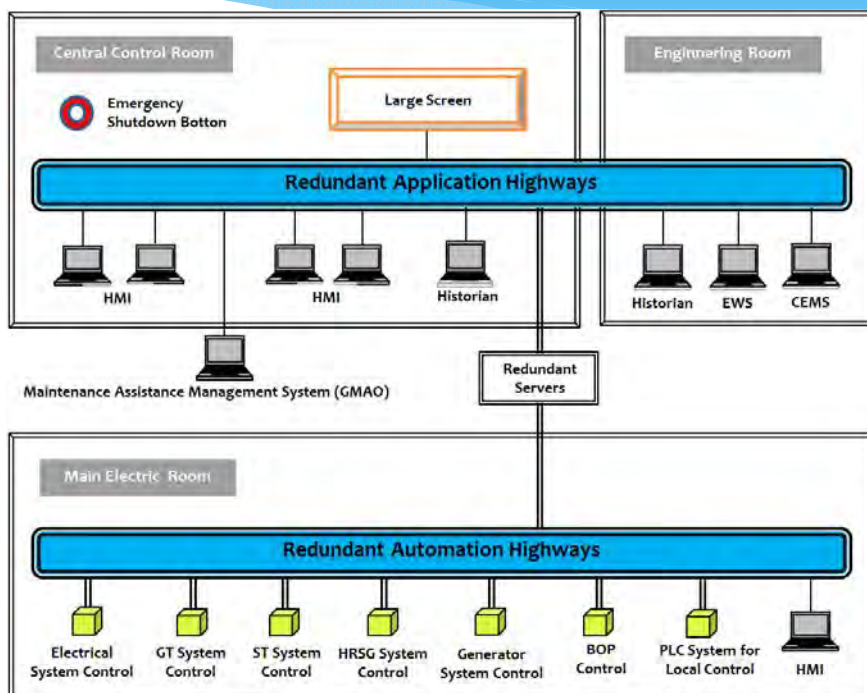 Central Control Room
Enginnering Room
Emergency
Shutdown Botton
Large Screen
Redundant Application Highways
HMI
HMI
Historian
Historian
EWS
CEMS
Maintenance Assistance Management System (GMAO)
Redundant
Servers
Main Electric Room
Redundant Automation Highways
Electrical
System Control
GT System
Control
ST System
Control
HRSG System
Control
Generator
System Control
BOP
Control
PLC System for
Local Control
HMI